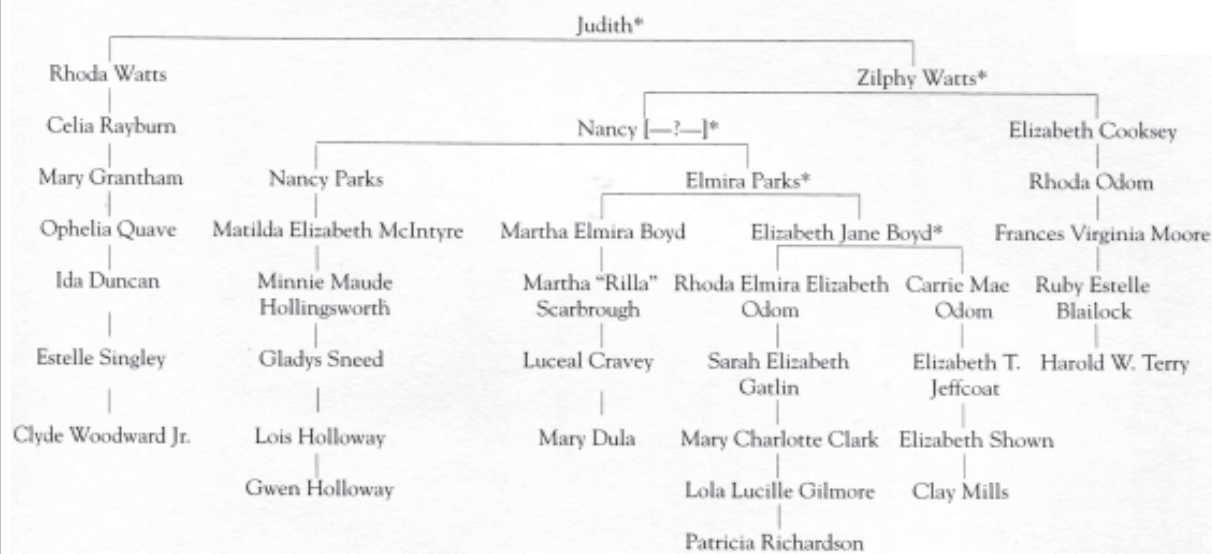 Judith*
Rhoda Watts
Zilphy Watts*
Celia Rayburn
Nancy [—?—]*
Elizabeth Cooksey
Mary Grantham
Nancy Parks
Elmira Parks*
Rhoda Odom
Ophelia Quave
Matilda Elizabeth McIntyre
Martha Elmira Boyd
Elizabeth Jane Boyd*
Frances Virginia Moore
Ida Duncan
Minnie Maude
Hollingsworth
Martha “Rilla”
Scarbrough
Rhoda Elmira Elizabeth
Odom
Carrie Mae
Odom
Ruby Estelle
Blailock
Estelle Singley
Gladys Sneed
Luceal Cravey
Sarah Elizabeth
Gatlin
Elizabeth T.
Jeffcoat
Harold W. Terry
Clyde Woodward Jr.
Lois Holloway
Mary Dula
Mary Charlotte Clark
Elizabeth Shown
Gwen Holloway
Lola Lucille Gilmore
Clay Mills
Patricia Richardson